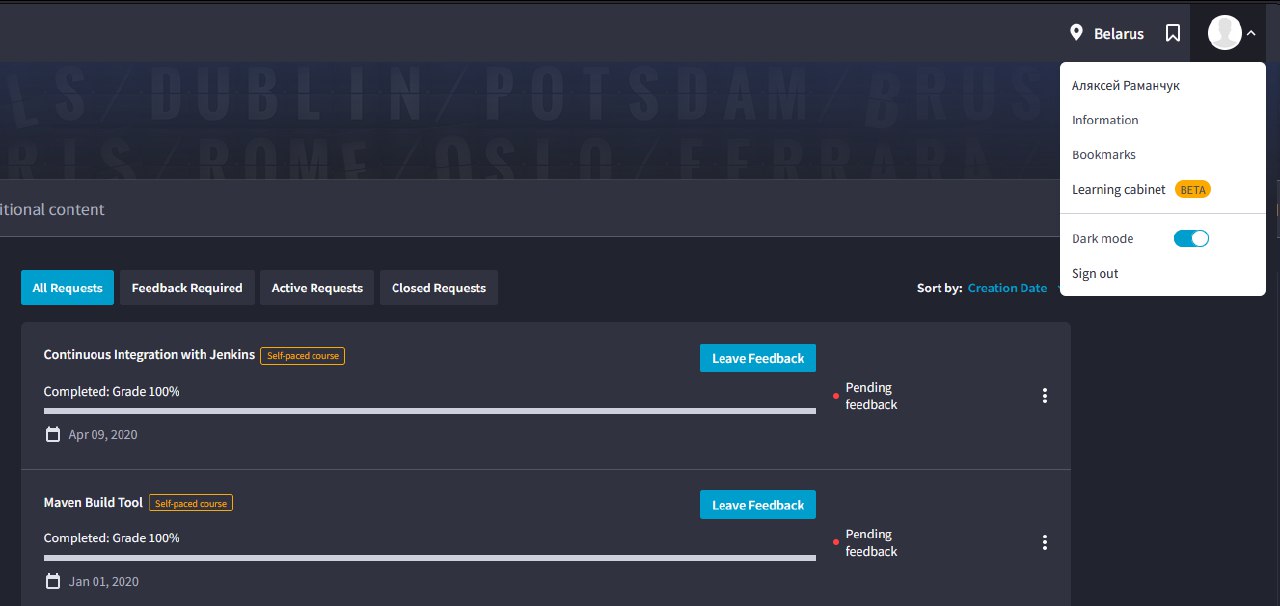 Belarus
LS/DUBLIN/POTSDAM/BRUS
RIS/ROME/OSLO/FERRARA/
Аляксей Раманчук
Information
Bookmarks
Learning cabinet BETA
Dark mode
Sign out
itional content
All Requests Feedback Required Active Requests Closed Requests Sort by: Creation Date
Continuous Integration with Jenkins Self-paced course Leave Feedback
Completed: Grade 100%
Pending
feedback
Apr 09, 2020
Maven Build Tool Self-paced course Leave Feedback
Completed: Grade 100%
Pending
feedback
Jan 01, 2020